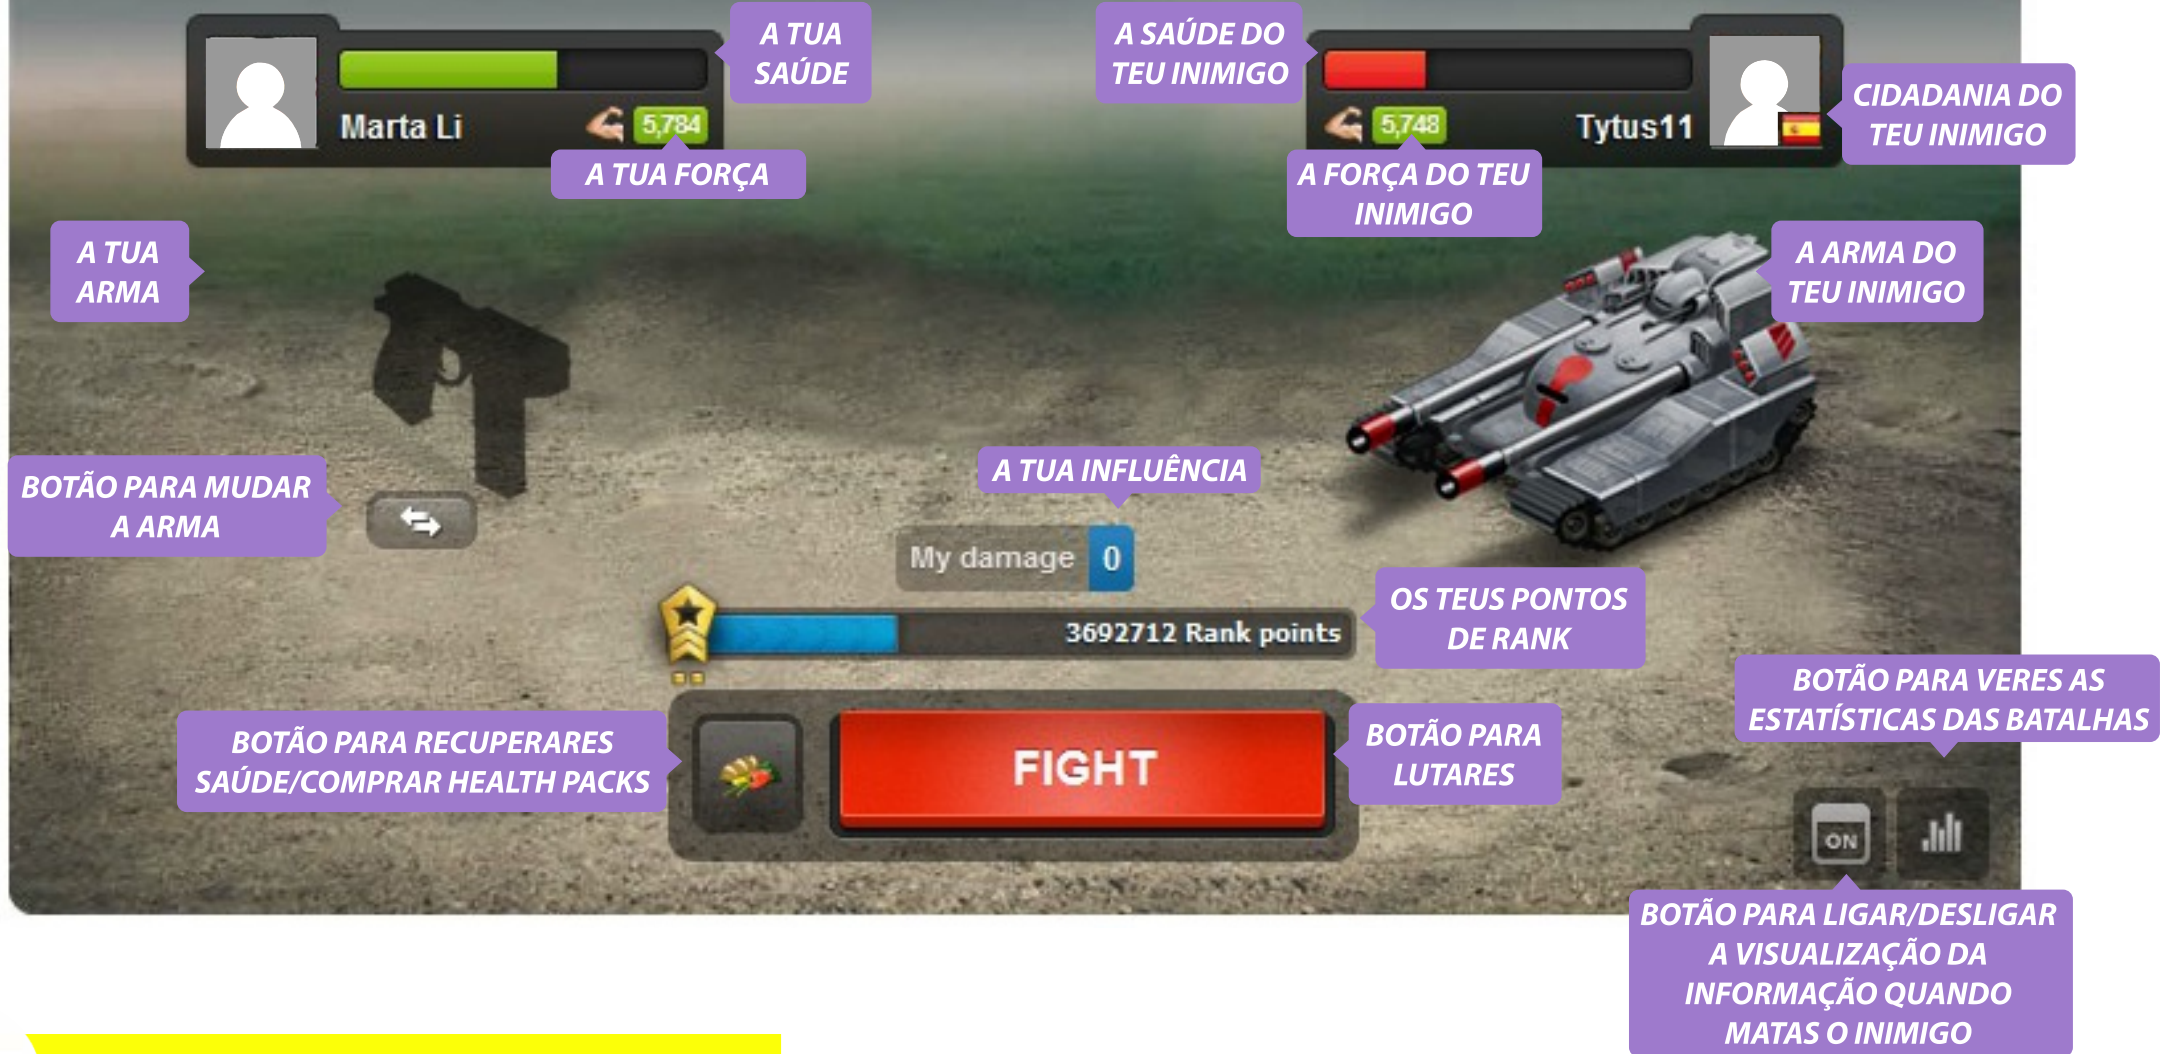 A TUA
SAÚDE
A SAÚDE DO
TEU INIMIGO
CIDADANIA DO
TEU INIMIGO
Marta Li
5,784
5,748
Tytus11
A TUA FORÇA
A FORÇA DO TEU
INIMIGO
A TUA
ARMA
A ARMA DO
TEU INIMIGO
BOTÃO PARA MUDAR
A ARMA
A TUA INFLUÊNCIA
My damage 0
3692712 Rank points
OS TEUS PONTOS
DE RANK
BOTÃO PARA VERES AS
ESTATÍSTICAS DAS BATALHAS
BOTÃO PARA RECUPERARES
SAÚDE/COMPRAR HEALTH PACKS
FIGHT
BOTÃO PARA
LUTARES
ON
BOTÃO PARA LIGAR/DESLIGAR
A VISUALIZAÇÃO DA
INFORMAÇÃO QUANDO
MATAS O INIMIGO